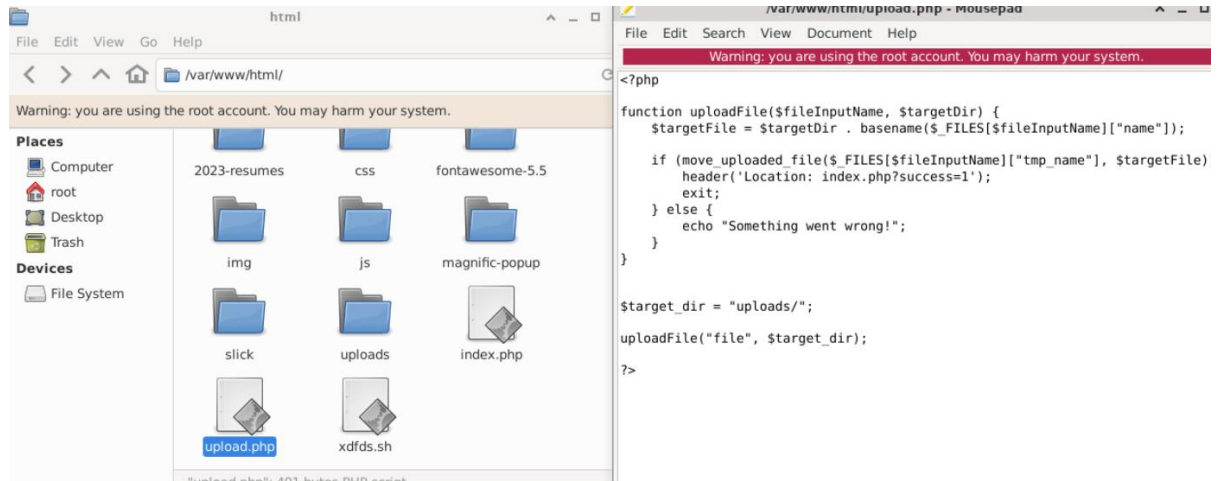 html
File Edit View Go Help
/var/www/html/
Warning: you are using the root account. You may harm your system.
Places
Computer
root
Desktop
Trash
Devices
File System
2023-resumes
css
fontawesome-5.5
img
js
magnific-popup
slick
uploads
index.php
upload.php
xdfds.sh
"upload.php": 401 bytes PHP script
/var/www/html/upload.php - Mousepad
File Edit Search View Document Help
Warning: you are using the root account. You may harm your system.
<?php
function uploadFile($fileInputName, $targetDir) {
    $targetFile = $targetDir . basename($_FILES[$fileInputName]["name"]);
    if (move_uploaded_file($_FILES[$fileInputName]["tmp_name"], $targetFile)
        header('Location: index.php?success=1');
        exit;
    } else {
        echo "Something went wrong!";
    }
}
$target_dir = "uploads/";
uploadFile("file", $target_dir);
?>